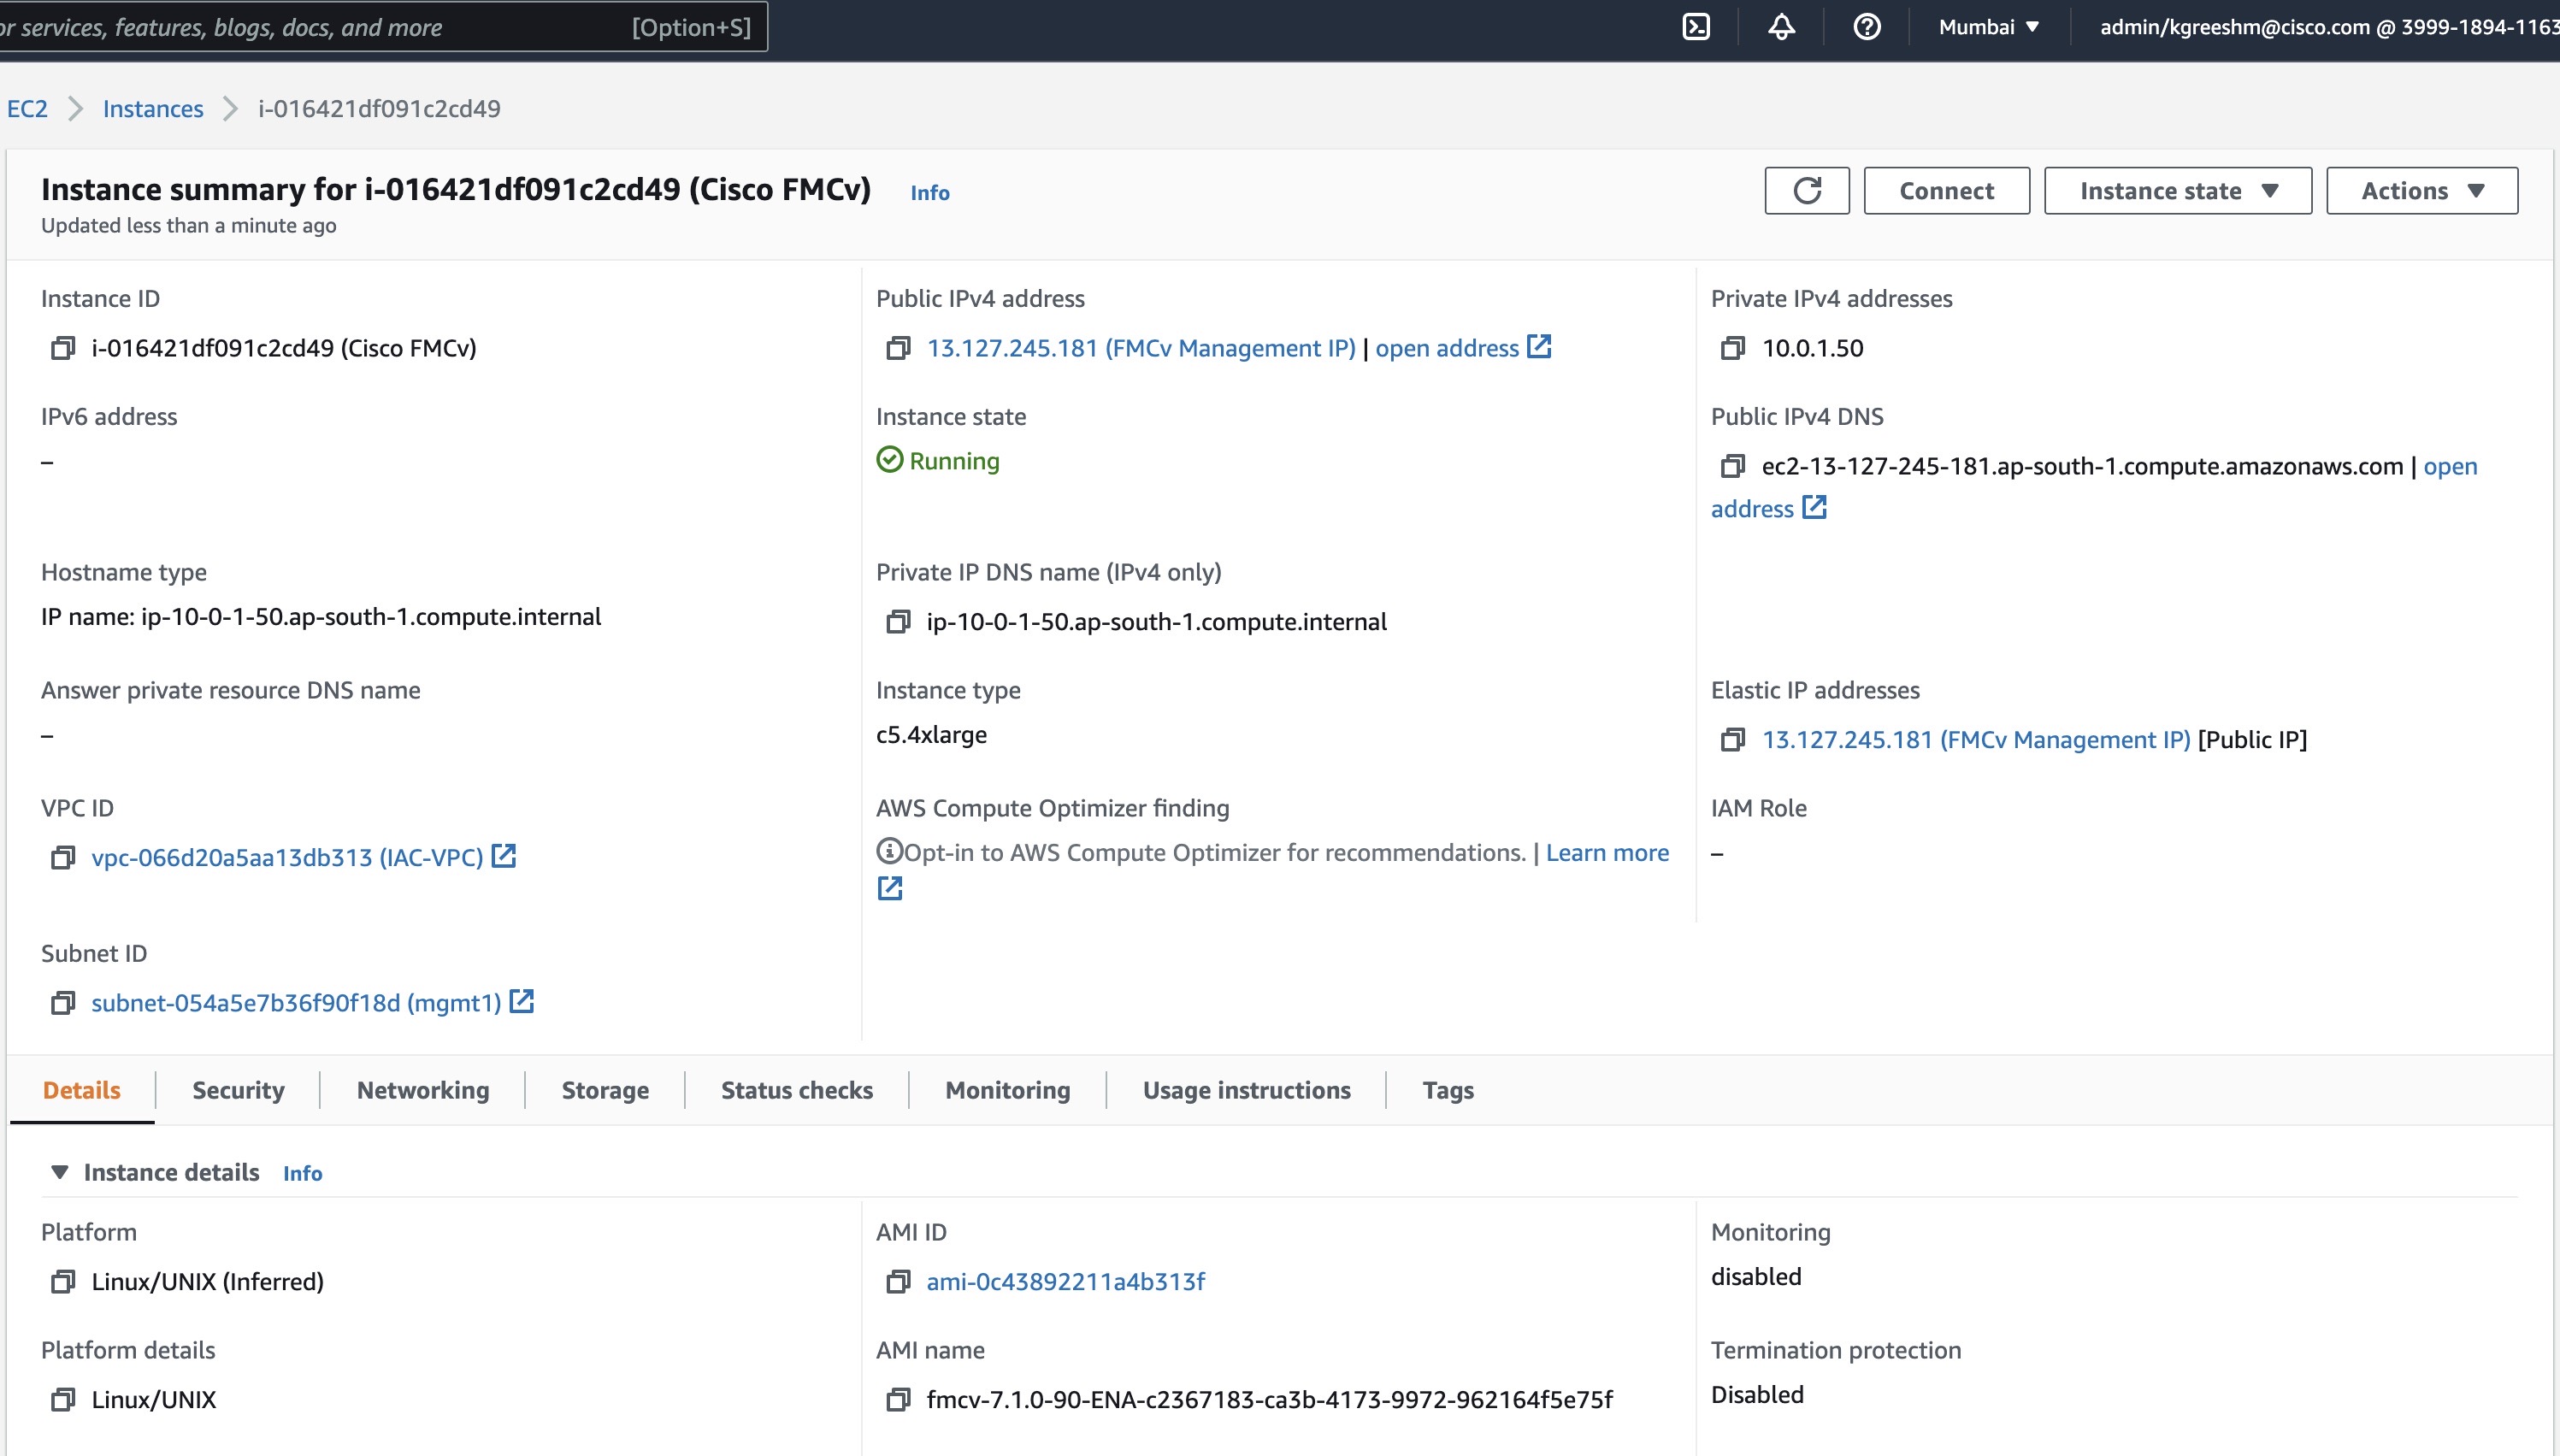 or services, features, blogs, docs, and more [Option+S] Mumbai ▼ admin/kgreeshm@cisco.com @ 3999-1894-1163
EC2 > Instances > i-016421df091c2cd49
Instance summary for i-016421df091c2cd49 (Cisco FMCv) Info
Updated less than a minute ago
Connect
Instance state ▼
Actions ▼
Instance ID
i-016421df091c2cd49 (Cisco FMCv)
Public IPv4 address
13.127.245.181 (FMCv Management IP) | open address
Private IPv4 addresses
10.0.1.50
IPv6 address
–
Instance state
Running
Public IPv4 DNS
ec2-13-127-245-181.ap-south-1.compute.amazonaws.com | open
address
Hostname type
IP name: ip-10-0-1-50.ap-south-1.compute.internal
Private IP DNS name (IPv4 only)
ip-10-0-1-50.ap-south-1.compute.internal
Answer private resource DNS name
–
Instance type
c5.4xlarge
Elastic IP addresses
13.127.245.181 (FMCv Management IP) [Public IP]
VPC ID
vpc-066d20a5aa13db313 (IAC-VPC)
AWS Compute Optimizer finding
Opt-in to AWS Compute Optimizer for recommendations. | Learn more
IAM Role
–
Subnet ID
subnet-054a5e7b36f90f18d (mgmt1)
Details Security Networking Storage Status checks Monitoring Usage instructions Tags
▼ Instance details Info
Platform
Linux/UNIX (Inferred)
AMI ID
ami-0c43892211a4b313f
Monitoring
disabled
Platform details
Linux/UNIX
AMI name
fmcv-7.1.0-90-ENA-c2367183-ca3b-4173-9972-962164f5e75f
Termination protection
Disabled